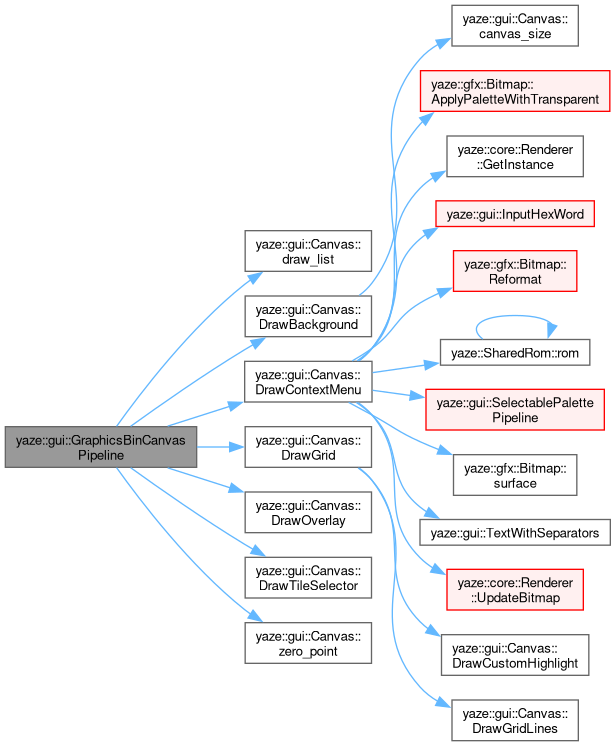 yaze::gui::GraphicsBinCanvas
Pipeline
yaze::gui::Canvas::
draw_list
yaze::gui::Canvas::
DrawBackground
yaze::gui::Canvas::
DrawContextMenu
yaze::gui::Canvas::
DrawGrid
yaze::gui::Canvas::
DrawOverlay
yaze::gui::Canvas::
DrawTileSelector
yaze::gui::Canvas::
zero_point
yaze::gui::Canvas::
canvas_size
yaze::gfx::Bitmap::
ApplyPaletteWithTransparent
yaze::core::Renderer
::GetInstance
yaze::gui::InputHexWord
yaze::gfx::Bitmap::
Reformat
yaze::SharedRom::rom
yaze::gui::SelectablePalette
Pipeline
yaze::gfx::Bitmap::
surface
yaze::gui::TextWithSeparators
yaze::core::Renderer
::UpdateBitmap
yaze::gui::Canvas::
DrawCustomHighlight
yaze::gui::Canvas::
DrawGridLines